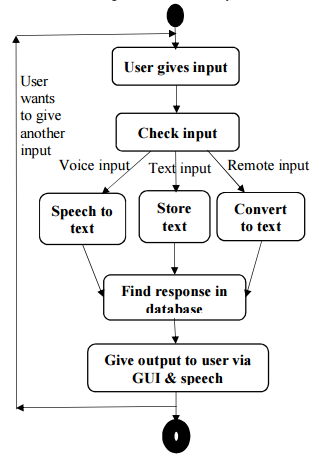 User gives input
User
wants
to give
another
input
Check input
Voice input
Text input
Remote input
Speech to
text
Store
text
Convert
to text
Find response in
database
Give output to user via
GUI & speech